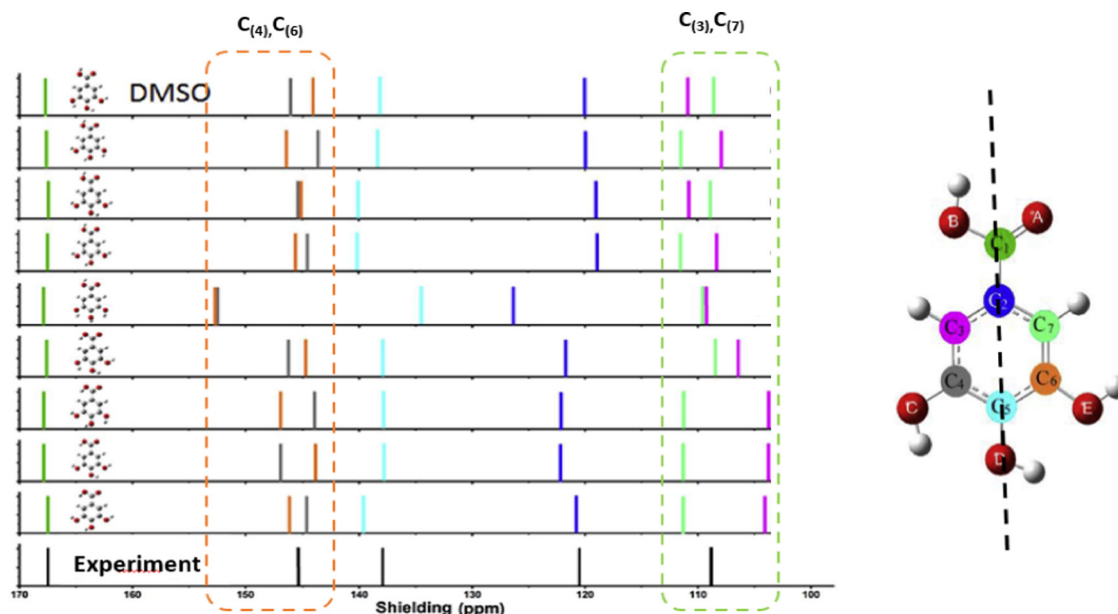 C(4),C(6)
C(3),C(7)
DMSO
Experiment
170
160
150
140
130
120
110
100
Shielding (ppm)
B
A
C1
C2
C3
C7
C4
C6
C5
C
E
D